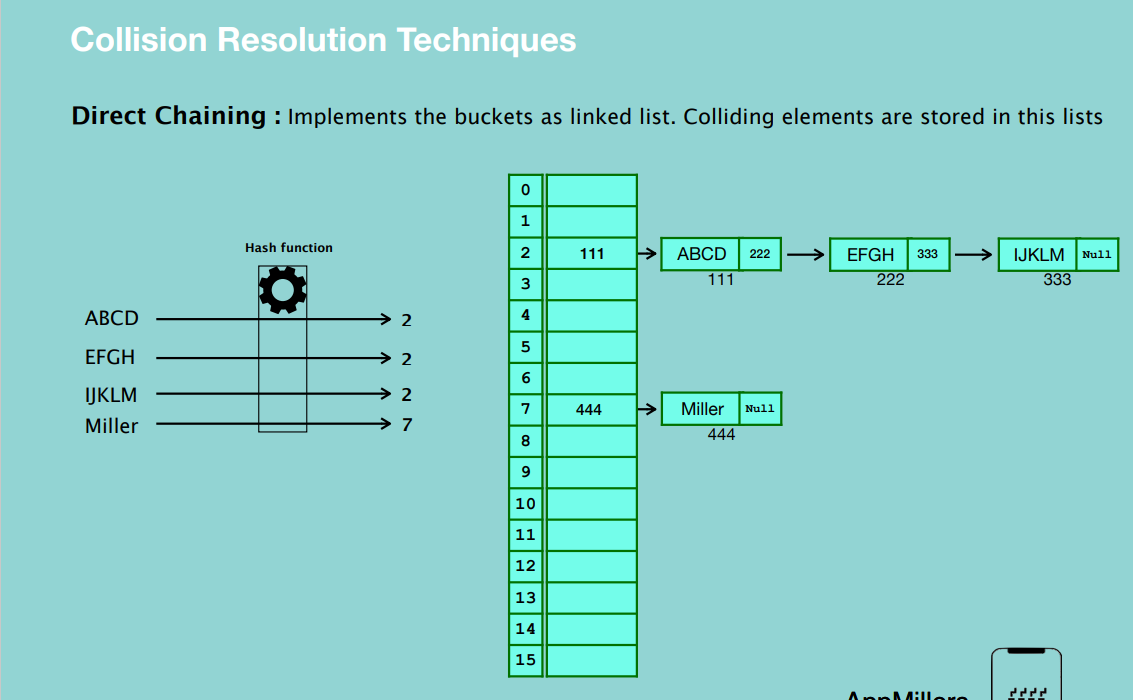 Collision Resolution Techniques
Direct Chaining : Implements the buckets as linked list. Colliding elements are stored in this lists
Hash function
ABCD 2
EFGH 2
IJKLM 2
Miller 7
0
1
2 111 ABCD 222 EFGH 333 IJKLM Null
111 222 333
3
4
5
6
7 444 Miller Null
444
8
9
10
11
12
13
14
15
AppMillers